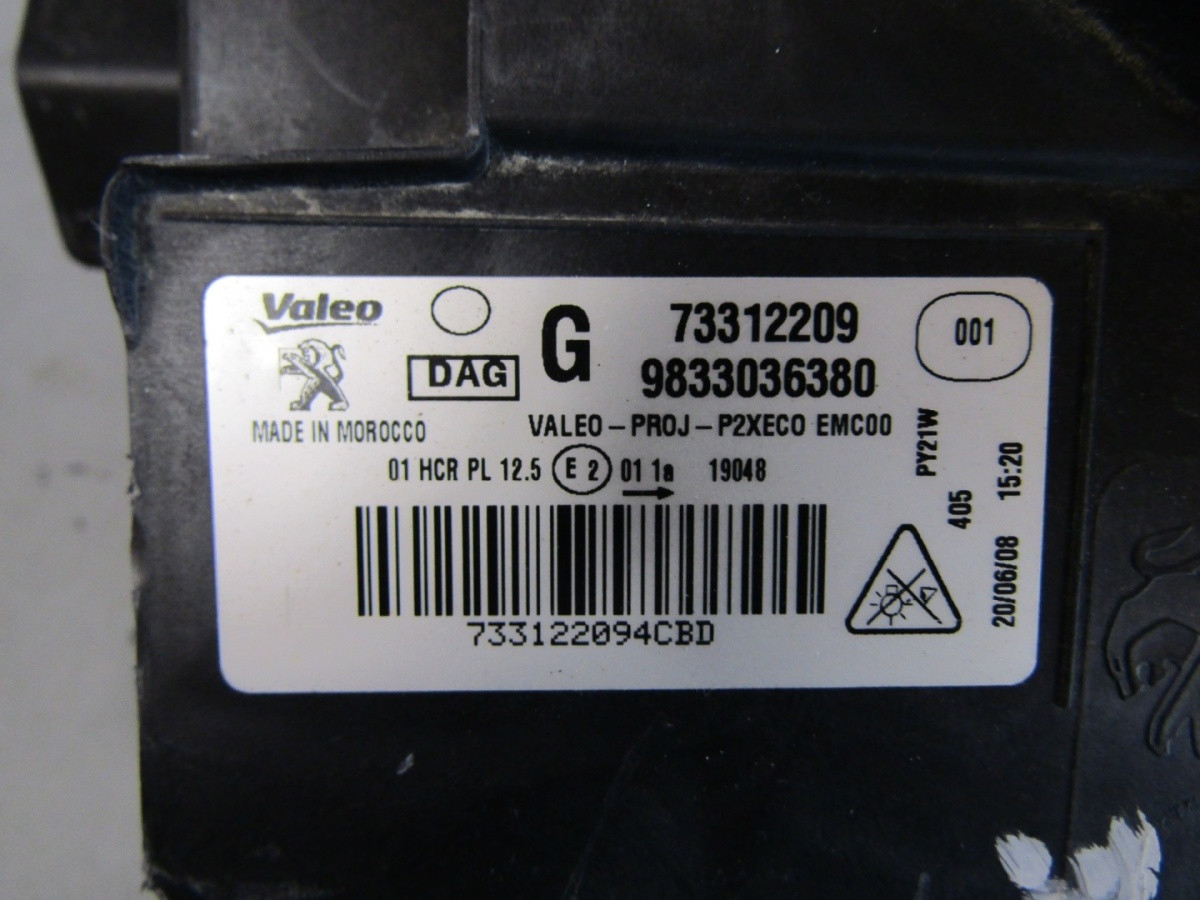 Valeo
DAG
G
73312209
9833036380
001
MADE IN MOROCCO
VALEO-PROJ-P2XECO EMC00
01 HCR PL 12.5 E 2 01 1a 19048
733122094CBD
PY21W
405
20/06/08 15:20